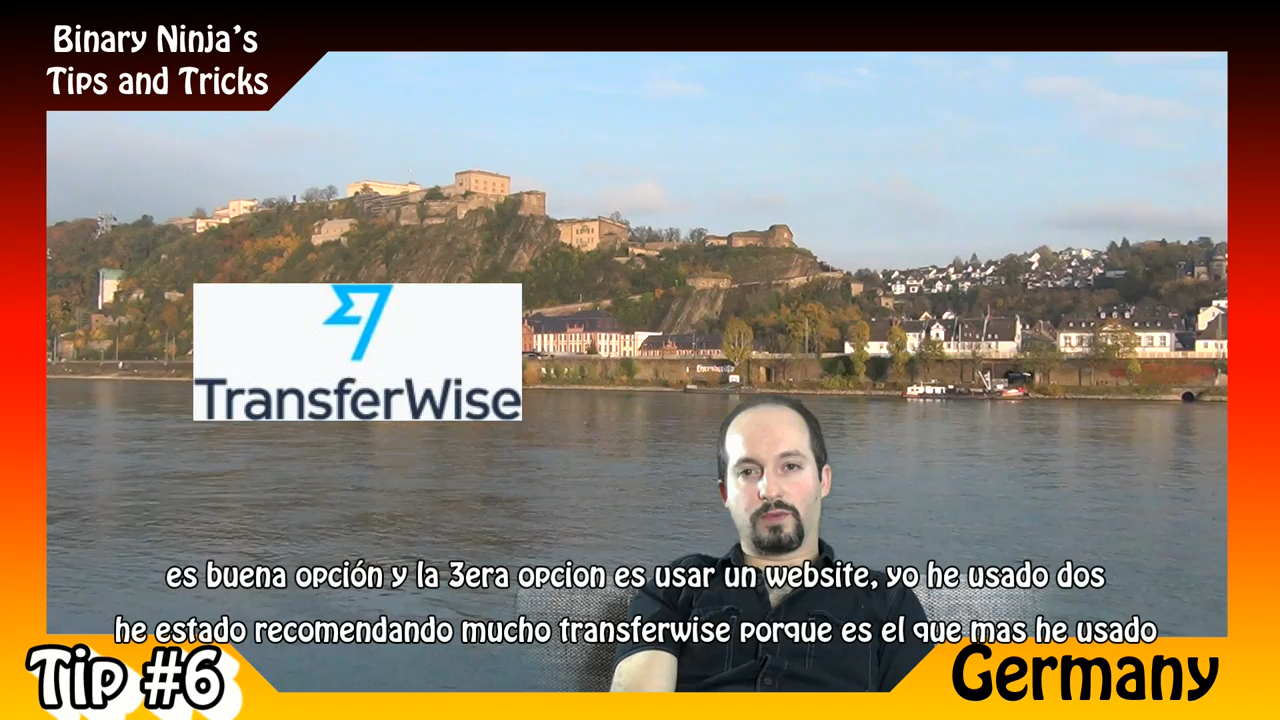 Binary Ninja's
Tips and Tricks
TransferWise
es buena opción y la 3era opcion es usar un website, yo he usado dos
he estado recomendando mucho transferwise porque es el que mas he usado
Tip #6
Germany